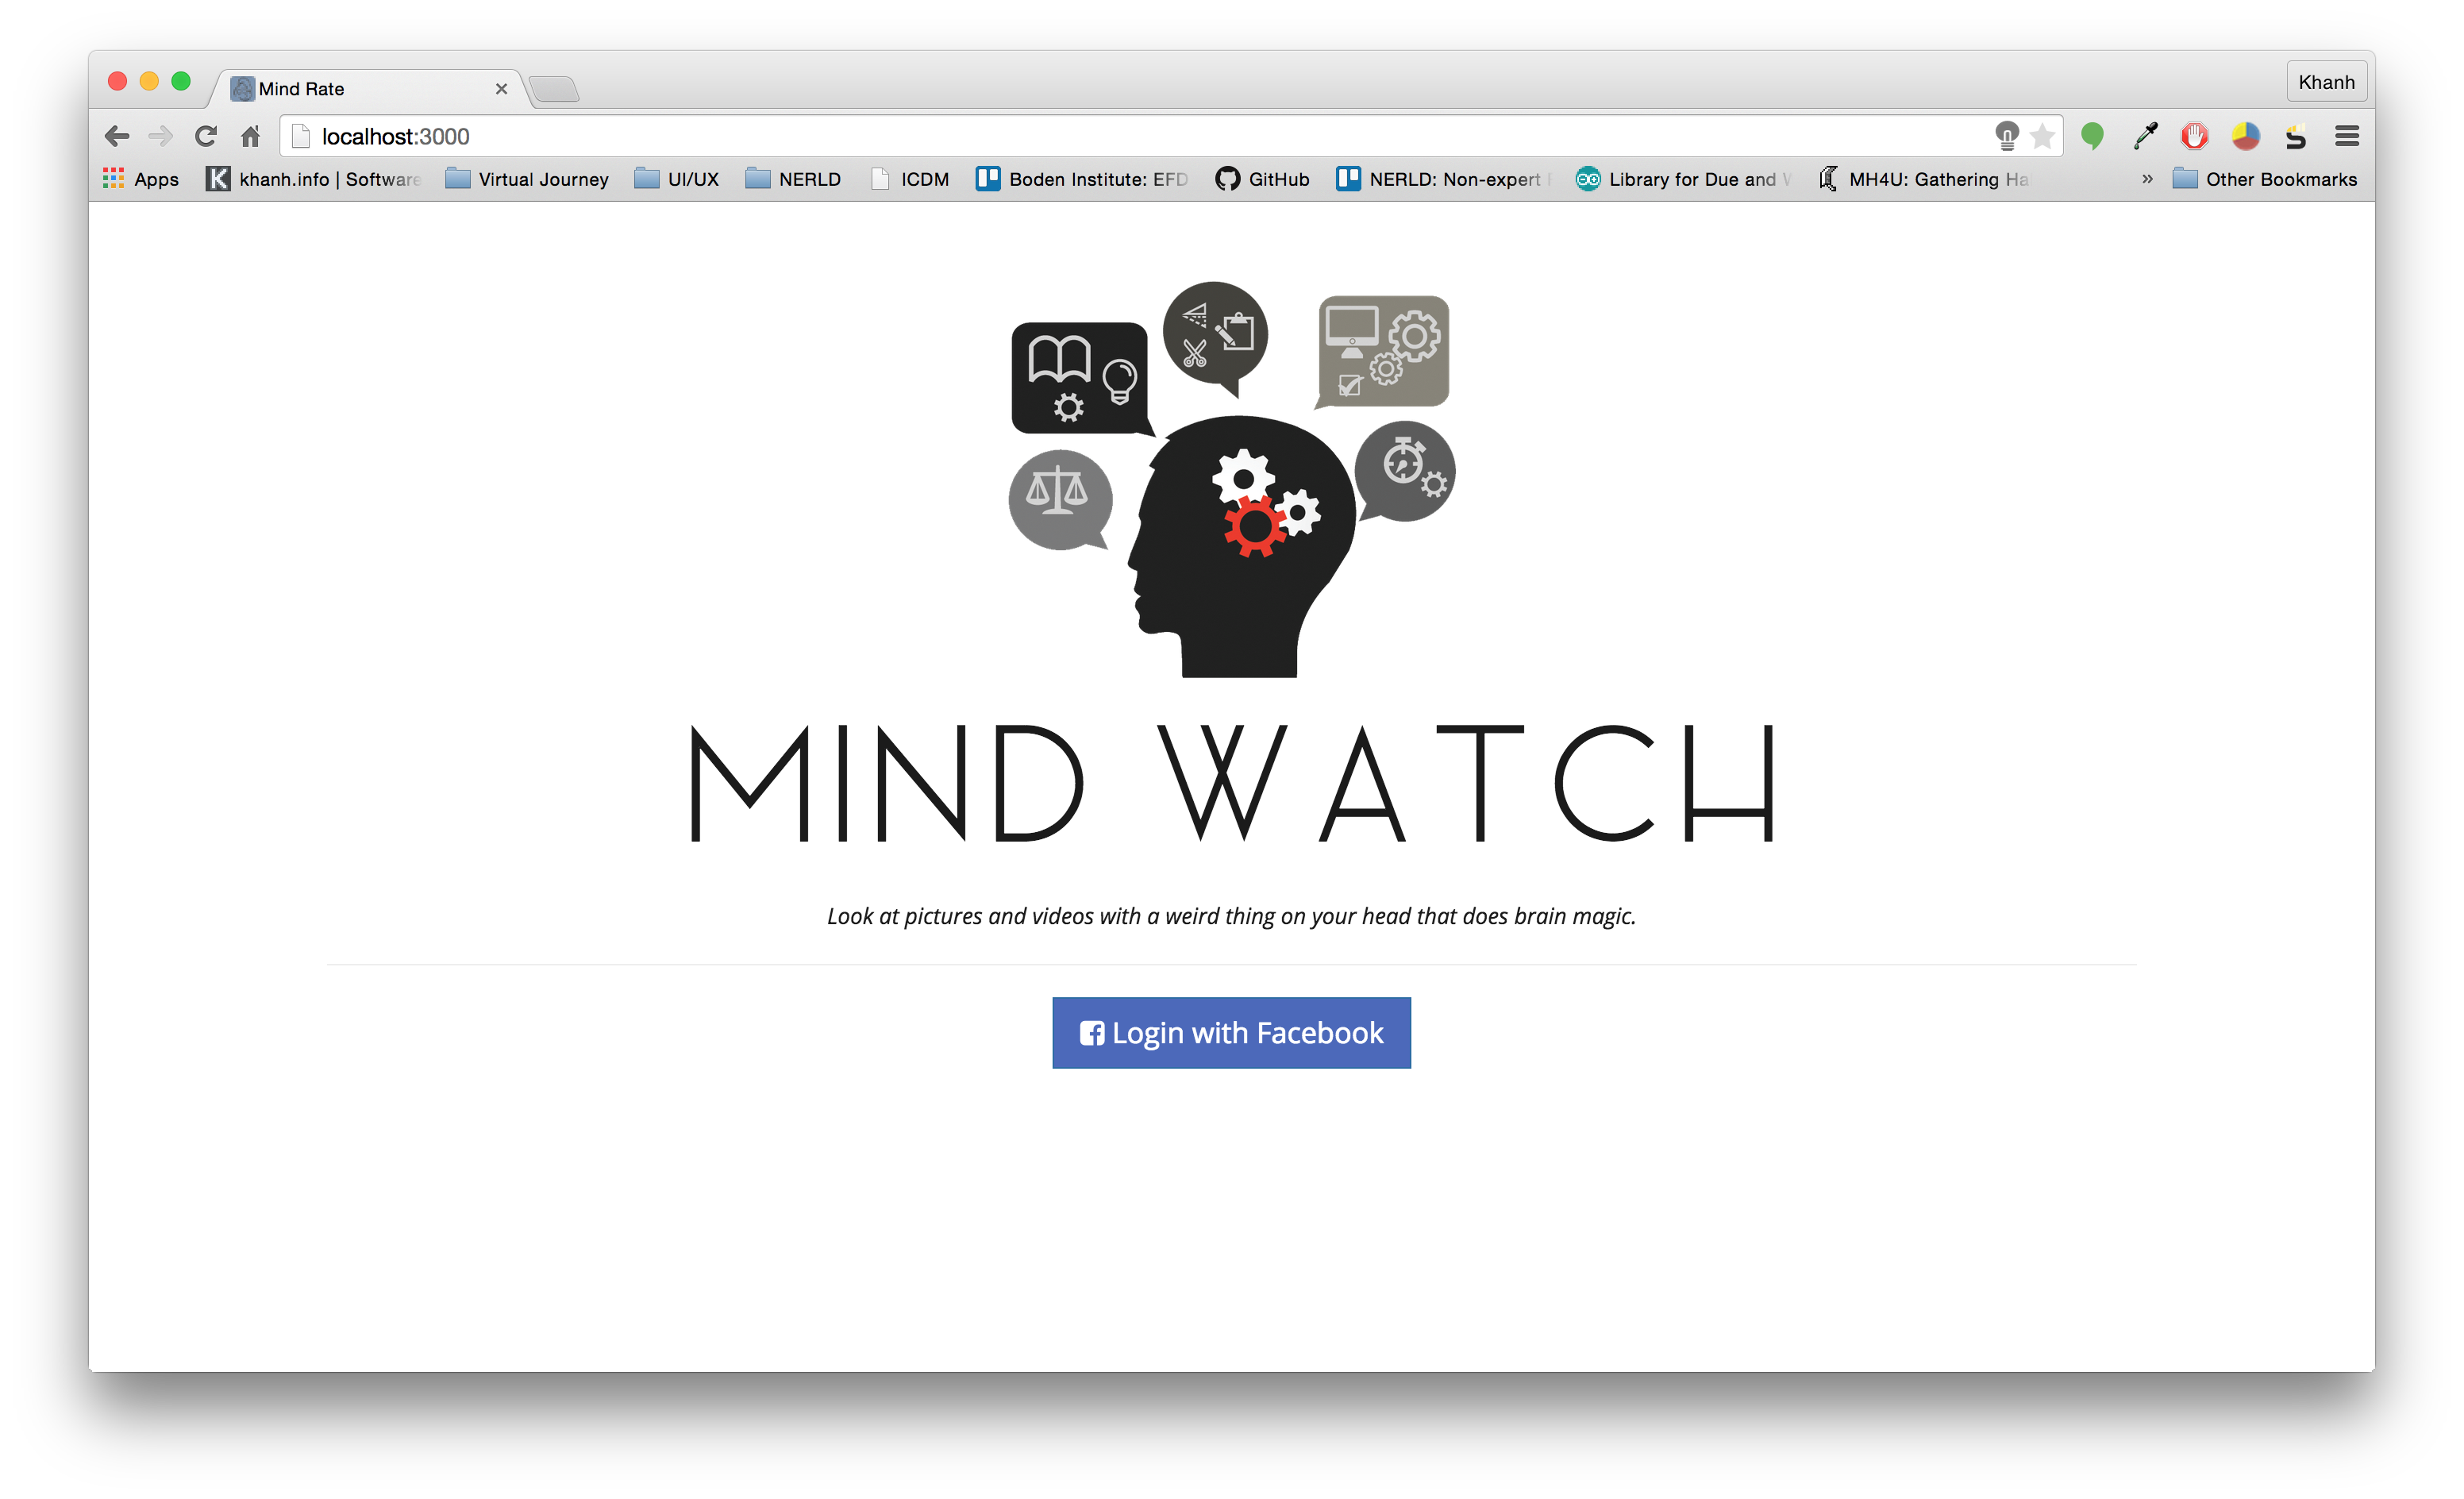 Mind Rate
Khanh
localhost:3000
Apps khanh.info | Software Virtual Journey UI/UX NERLD ICDM Boden Institute: EFD GitHub NERLD: Non-expert Library for Due and MH4U: Gathering Ha » Other Bookmarks
MIND WATCH
Look at pictures and videos with a weird thing on your head that does brain magic.
Login with Facebook